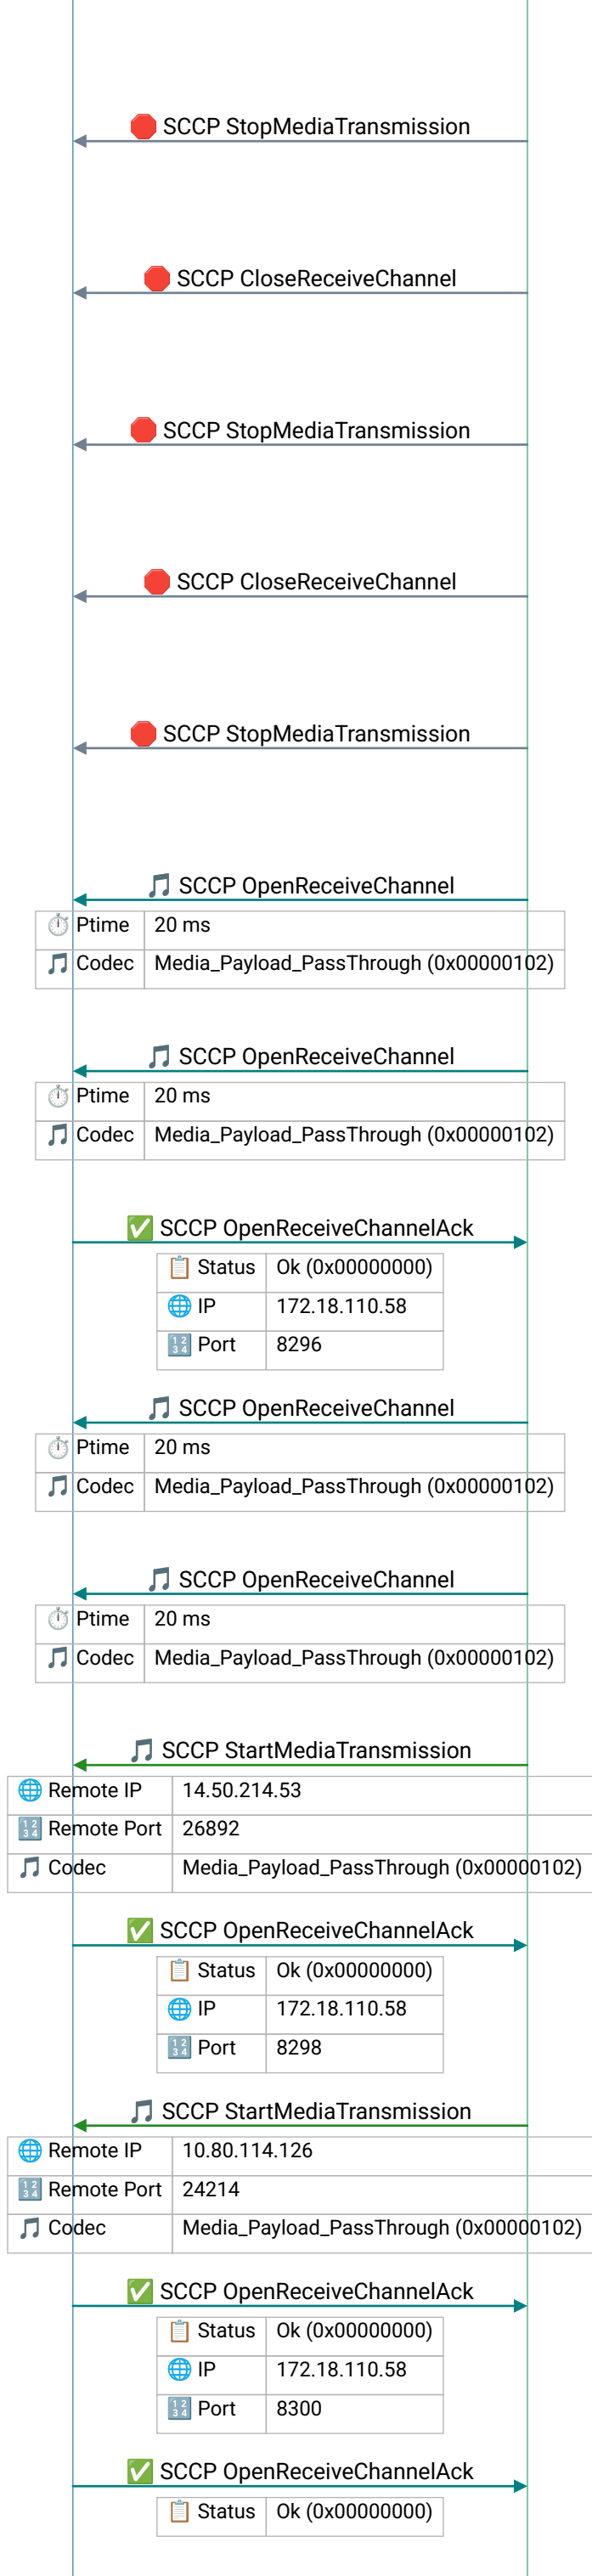 🛑 SCCP StopMediaTransmission
🛑 SCCP CloseReceiveChannel
🛑 SCCP StopMediaTransmission
🛑 SCCP CloseReceiveChannel
🛑 SCCP StopMediaTransmission
🎵 SCCP OpenReceiveChannel
⏱️ Ptime 20 ms
🎵 Codec Media_Payload_PassThrough (0x00000102)
🎵 SCCP OpenReceiveChannel
⏱️ Ptime 20 ms
🎵 Codec Media_Payload_PassThrough (0x00000102)
✅ SCCP OpenReceiveChannelAck
📋 Status Ok (0x00000000)
🌐 IP 172.18.110.58
🔢 Port 8296
🎵 SCCP OpenReceiveChannel
⏱️ Ptime 20 ms
🎵 Codec Media_Payload_PassThrough (0x00000102)
🎵 SCCP OpenReceiveChannel
⏱️ Ptime 20 ms
🎵 Codec Media_Payload_PassThrough (0x00000102)
🎵 SCCP StartMediaTransmission
🌐 Remote IP 14.50.214.53
🔢 Remote Port 26892
🎵 Codec Media_Payload_PassThrough (0x00000102)
✅ SCCP OpenReceiveChannelAck
📋 Status Ok (0x00000000)
🌐 IP 172.18.110.58
🔢 Port 8298
🎵 SCCP StartMediaTransmission
🌐 Remote IP 10.80.114.126
🔢 Remote Port 24214
🎵 Codec Media_Payload_PassThrough (0x00000102)
✅ SCCP OpenReceiveChannelAck
📋 Status Ok (0x00000000)
🌐 IP 172.18.110.58
🔢 Port 8300
✅ SCCP OpenReceiveChannelAck
📋 Status Ok (0x00000000)